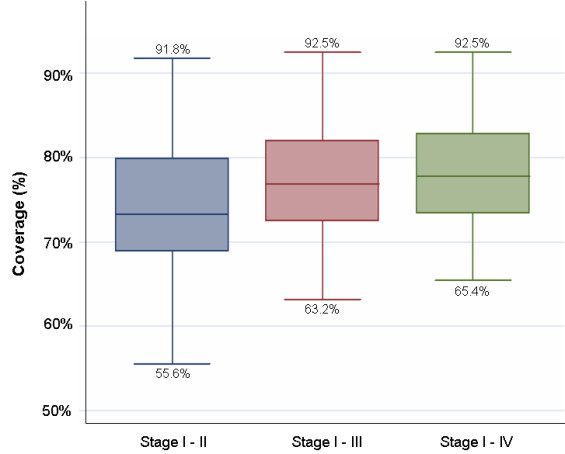 91.8%
92.5%
92.5%
90%
80%
70%
60%
50%
Coverage (%)
65.4%
63.2%
55.6%
Stage I - II
Stage I - III
Stage I - IV